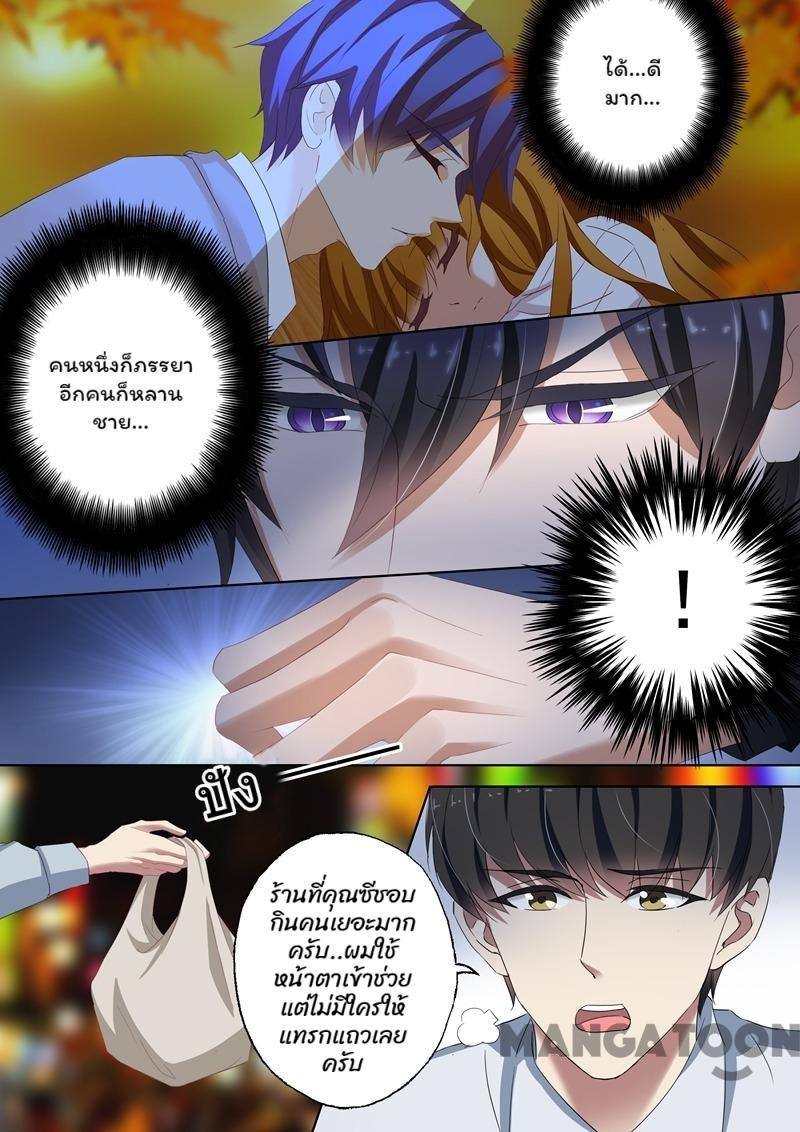 ได้...ดี
มาก...
คนหนึ่งก็ภรรยา
อีกคนก็หลาน
ชาย...
!
ปัง
ร้านที่คุณซีชอบ
กินคนเยอะมาก
ครับ..ผมใช้
หน้าตาเข้าช่วย
แต่ไม่มีใครให้
แทรกแถวเลย
ครับ
MANGATOON